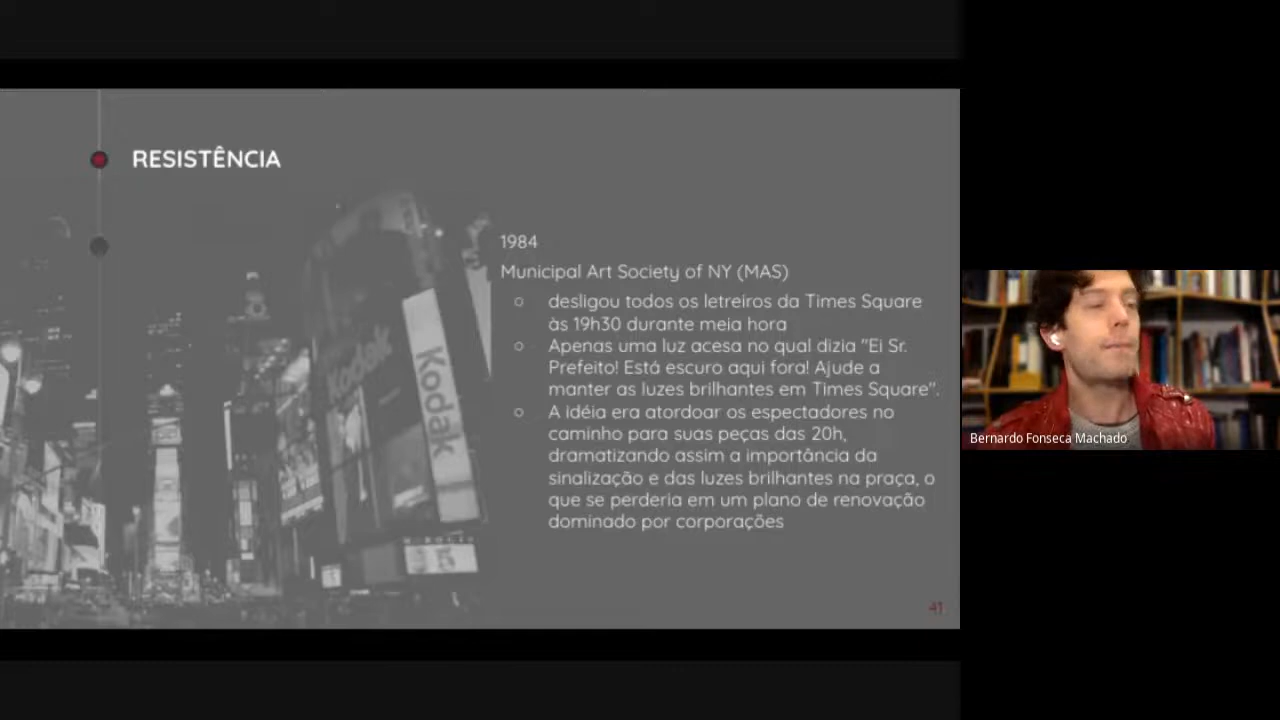 RESISTÊNCIA
1984
Municipal Art Society of NY (MAS)
desligou todos os letreiros da Times Square
às 19h30 durante meia hora
Apenas uma luz acesa no qual dizia "Ei Sr.
Prefeito! Está escuro aqui fora! Ajude a
manter as luzes brilhantes em Times Square".
A idéia era atordoar os espectadores no
caminho para suas peças das 20h,
dramatizando assim a importância da
sinalização e das luzes brilhantes na praça, o
que se perderia em um plano de renovação
dominado por corporações
Kodak
Kodak
41
Bernardo Fonseca Machado